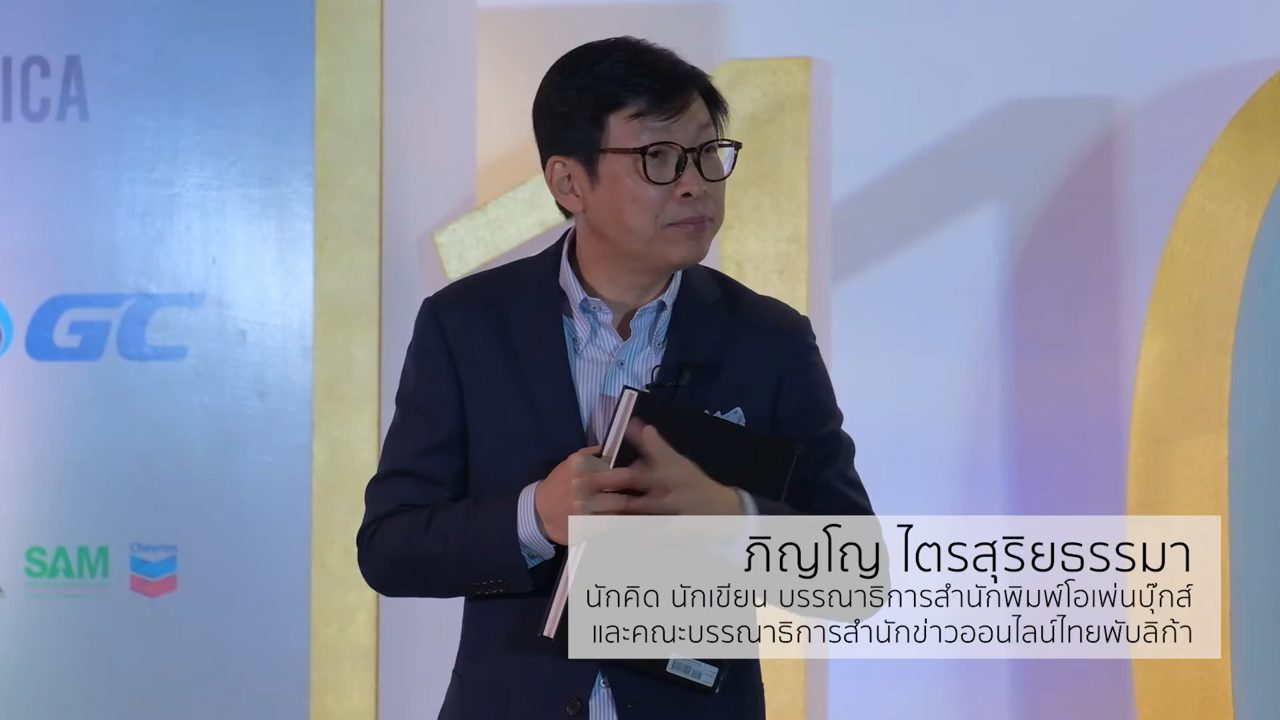 ICA
GC
SAM
Chevron
10
ภิญโญ ไตรสุริยธรรมา
นักคิด นักเขียน บรรณาธิการสำนักพิมพ์โอเพ่นบุ๊กส์
และคณะบรรณาธิการสำนักข่าวออนไลน์ไทยพับลิก้า